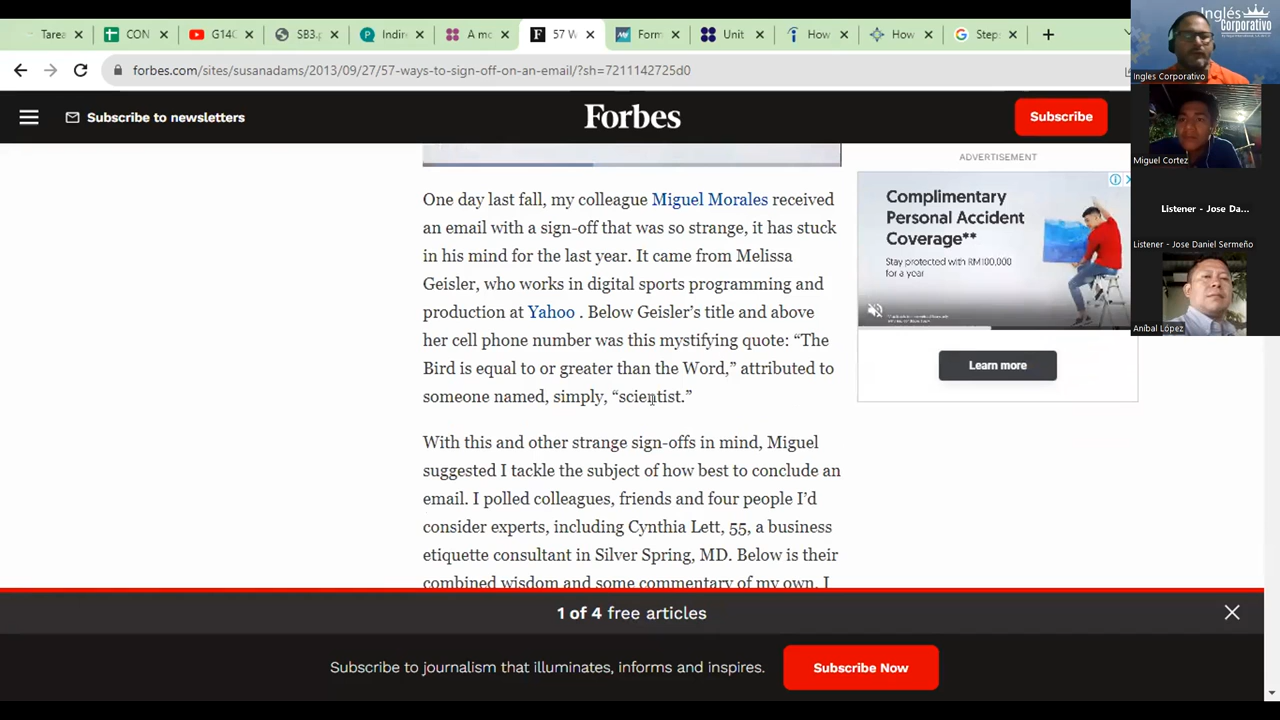 Tarea
CON
G14C
SB3.p
Indire
A mo
57 W
Form
Unit
How
How
Step:
Inglés
Corporativo
forbes.com/sites/susanadams/2013/09/27/57-ways-to-sign-off-on-an-email/?sh=7211142725d0
Ingles Corporativo
Subscribe to newsletters
Forbes
Subscribe
Miguel Cortez
Listener - Jose Da...
Listener - Jose Daniel Sermeño
Aníbal López
ADVERTISEMENT
Complimentary
Personal Accident
Coverage**
Stay protected with RM100,000
for a year
Learn more
One day last fall, my colleague Miguel Morales received
an email with a sign-off that was so strange, it has stuck
in his mind for the last year. It came from Melissa
Geisler, who works in digital sports programming and
production at Yahoo . Below Geisler’s title and above
her cell phone number was this mystifying quote: “The
Bird is equal to or greater than the Word,” attributed to
someone named, simply, “scientist.”
With this and other strange sign-offs in mind, Miguel
suggested I tackle the subject of how best to conclude an
email. I polled colleagues, friends and four people I’d
consider experts, including Cynthia Lett, 55, a business
etiquette consultant in Silver Spring, MD. Below is their
combined wisdom and some commentary of my own. I
1 of 4 free articles
Subscribe to journalism that illuminates, informs and inspires.
Subscribe Now